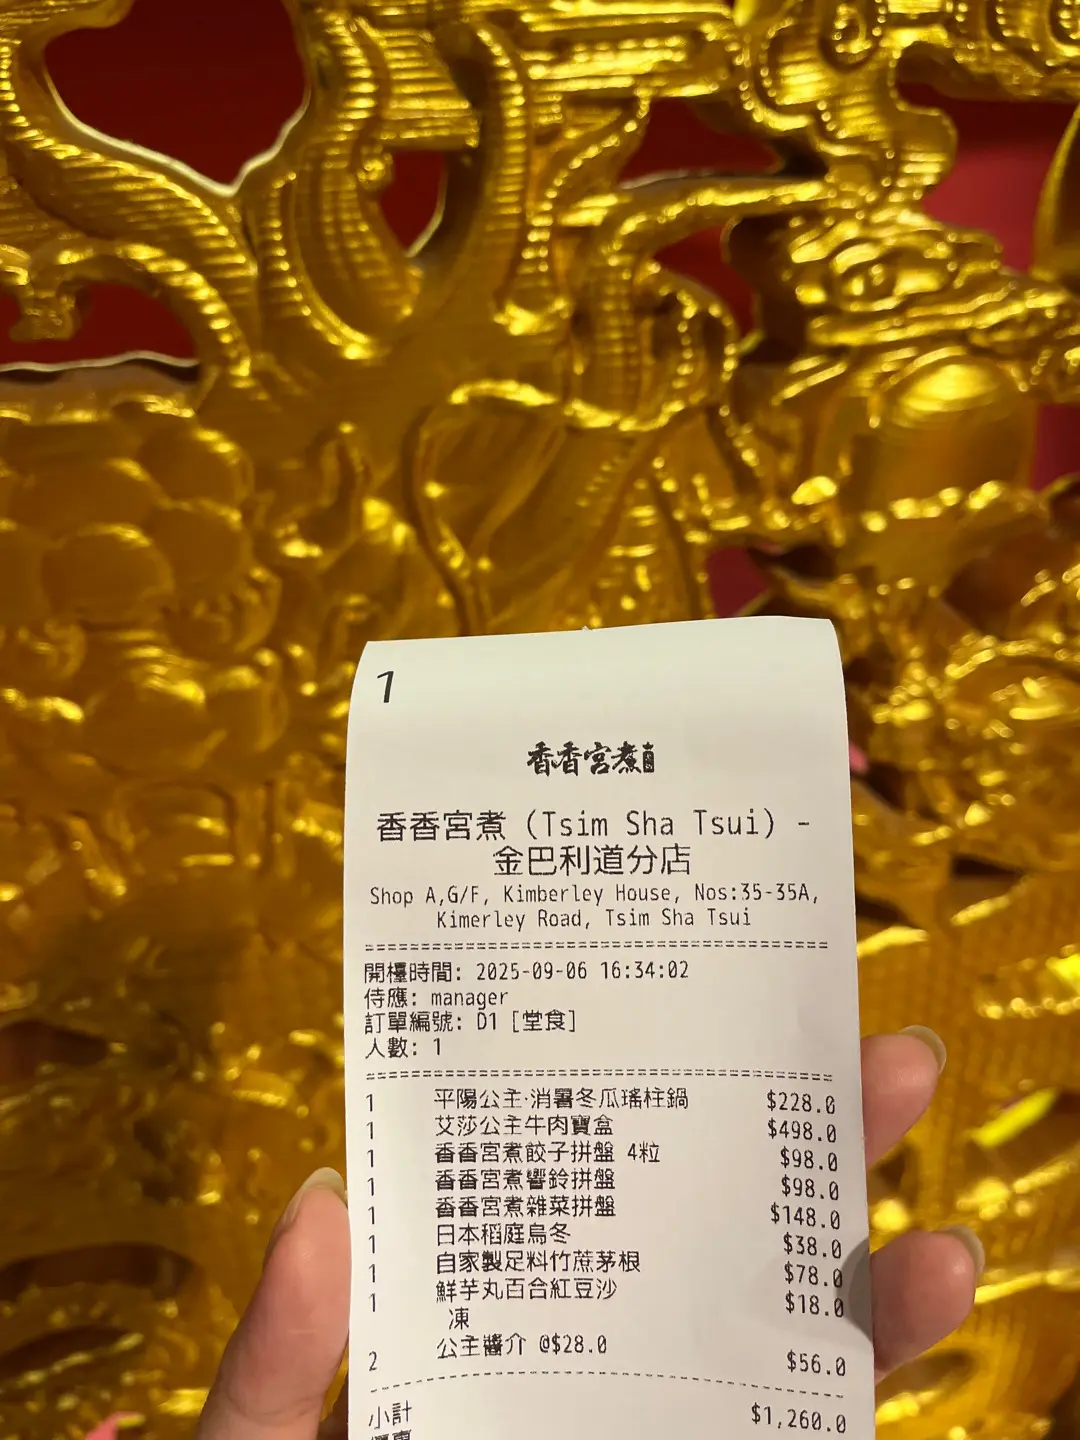 1
香香宮煮
香香宮煮 (Tsim Sha Tsui) -
金巴利道分店
Shop A,G/F, Kimberley House, Nos:35-35A,
Kimerley Road, Tsim Sha Tsui
開檯時間: 2025-09-06 16:34:02
侍應: manager
訂單編號: D1 [堂食]
人數: 1
1 平陽公主·消暑冬瓜瑤柱鍋 $228.0
1 艾莎公主牛肉寶盒 $498.0
1 香香宮煮餃子拼盤 4粒 $98.0
1 香香宮煮響鈴拼盤 $98.0
1 香香宮煮雜菜拼盤 $148.0
1 日本稻庭烏冬 $38.0
1 自家製足料竹蔗茅根 $78.0
1 鮮芋丸百合紅豆沙 $18.0
凍
2 公主醬介 @$28.0 $56.0
小計 $1,260.0